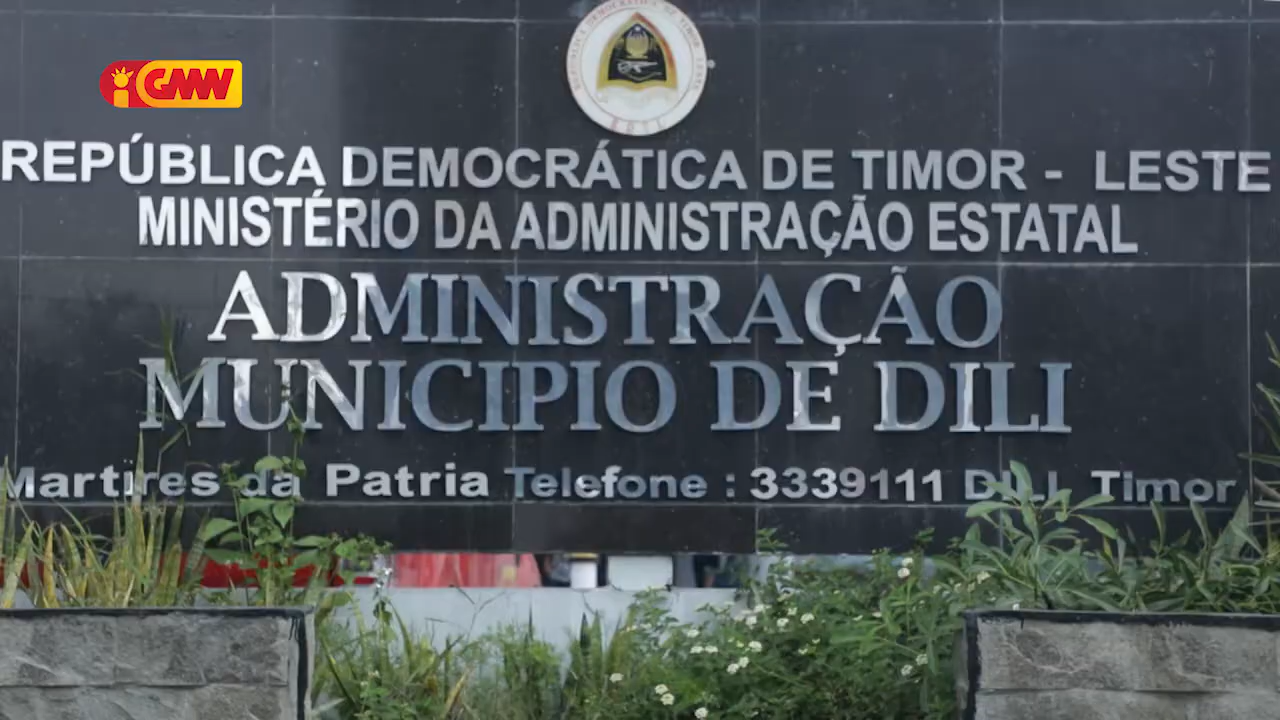 GMN
REPÚBLICA DEMOCRÁTICA DE TIMOR - LESTE
MINISTÉRIO DA ADMINISTRAÇÃO ESTATAL
ADMINISTRAÇÃO
MUNICIPIO DE DILI
Martires da Patria Telefone : 3339111 DILI Timor